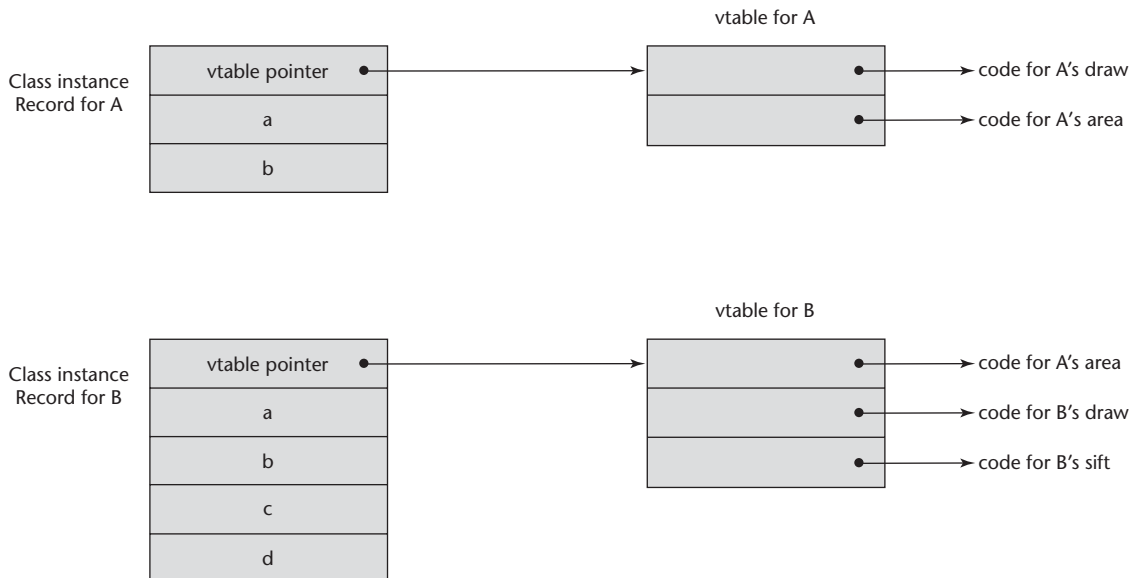 vtable for A
Class instance
Record for A
vtable pointer
a
b
code for A’s draw
code for A’s area
vtable for B
Class instance
Record for B
vtable pointer
a
b
c
d
code for A’s area
code for B’s draw
code for B’s sift